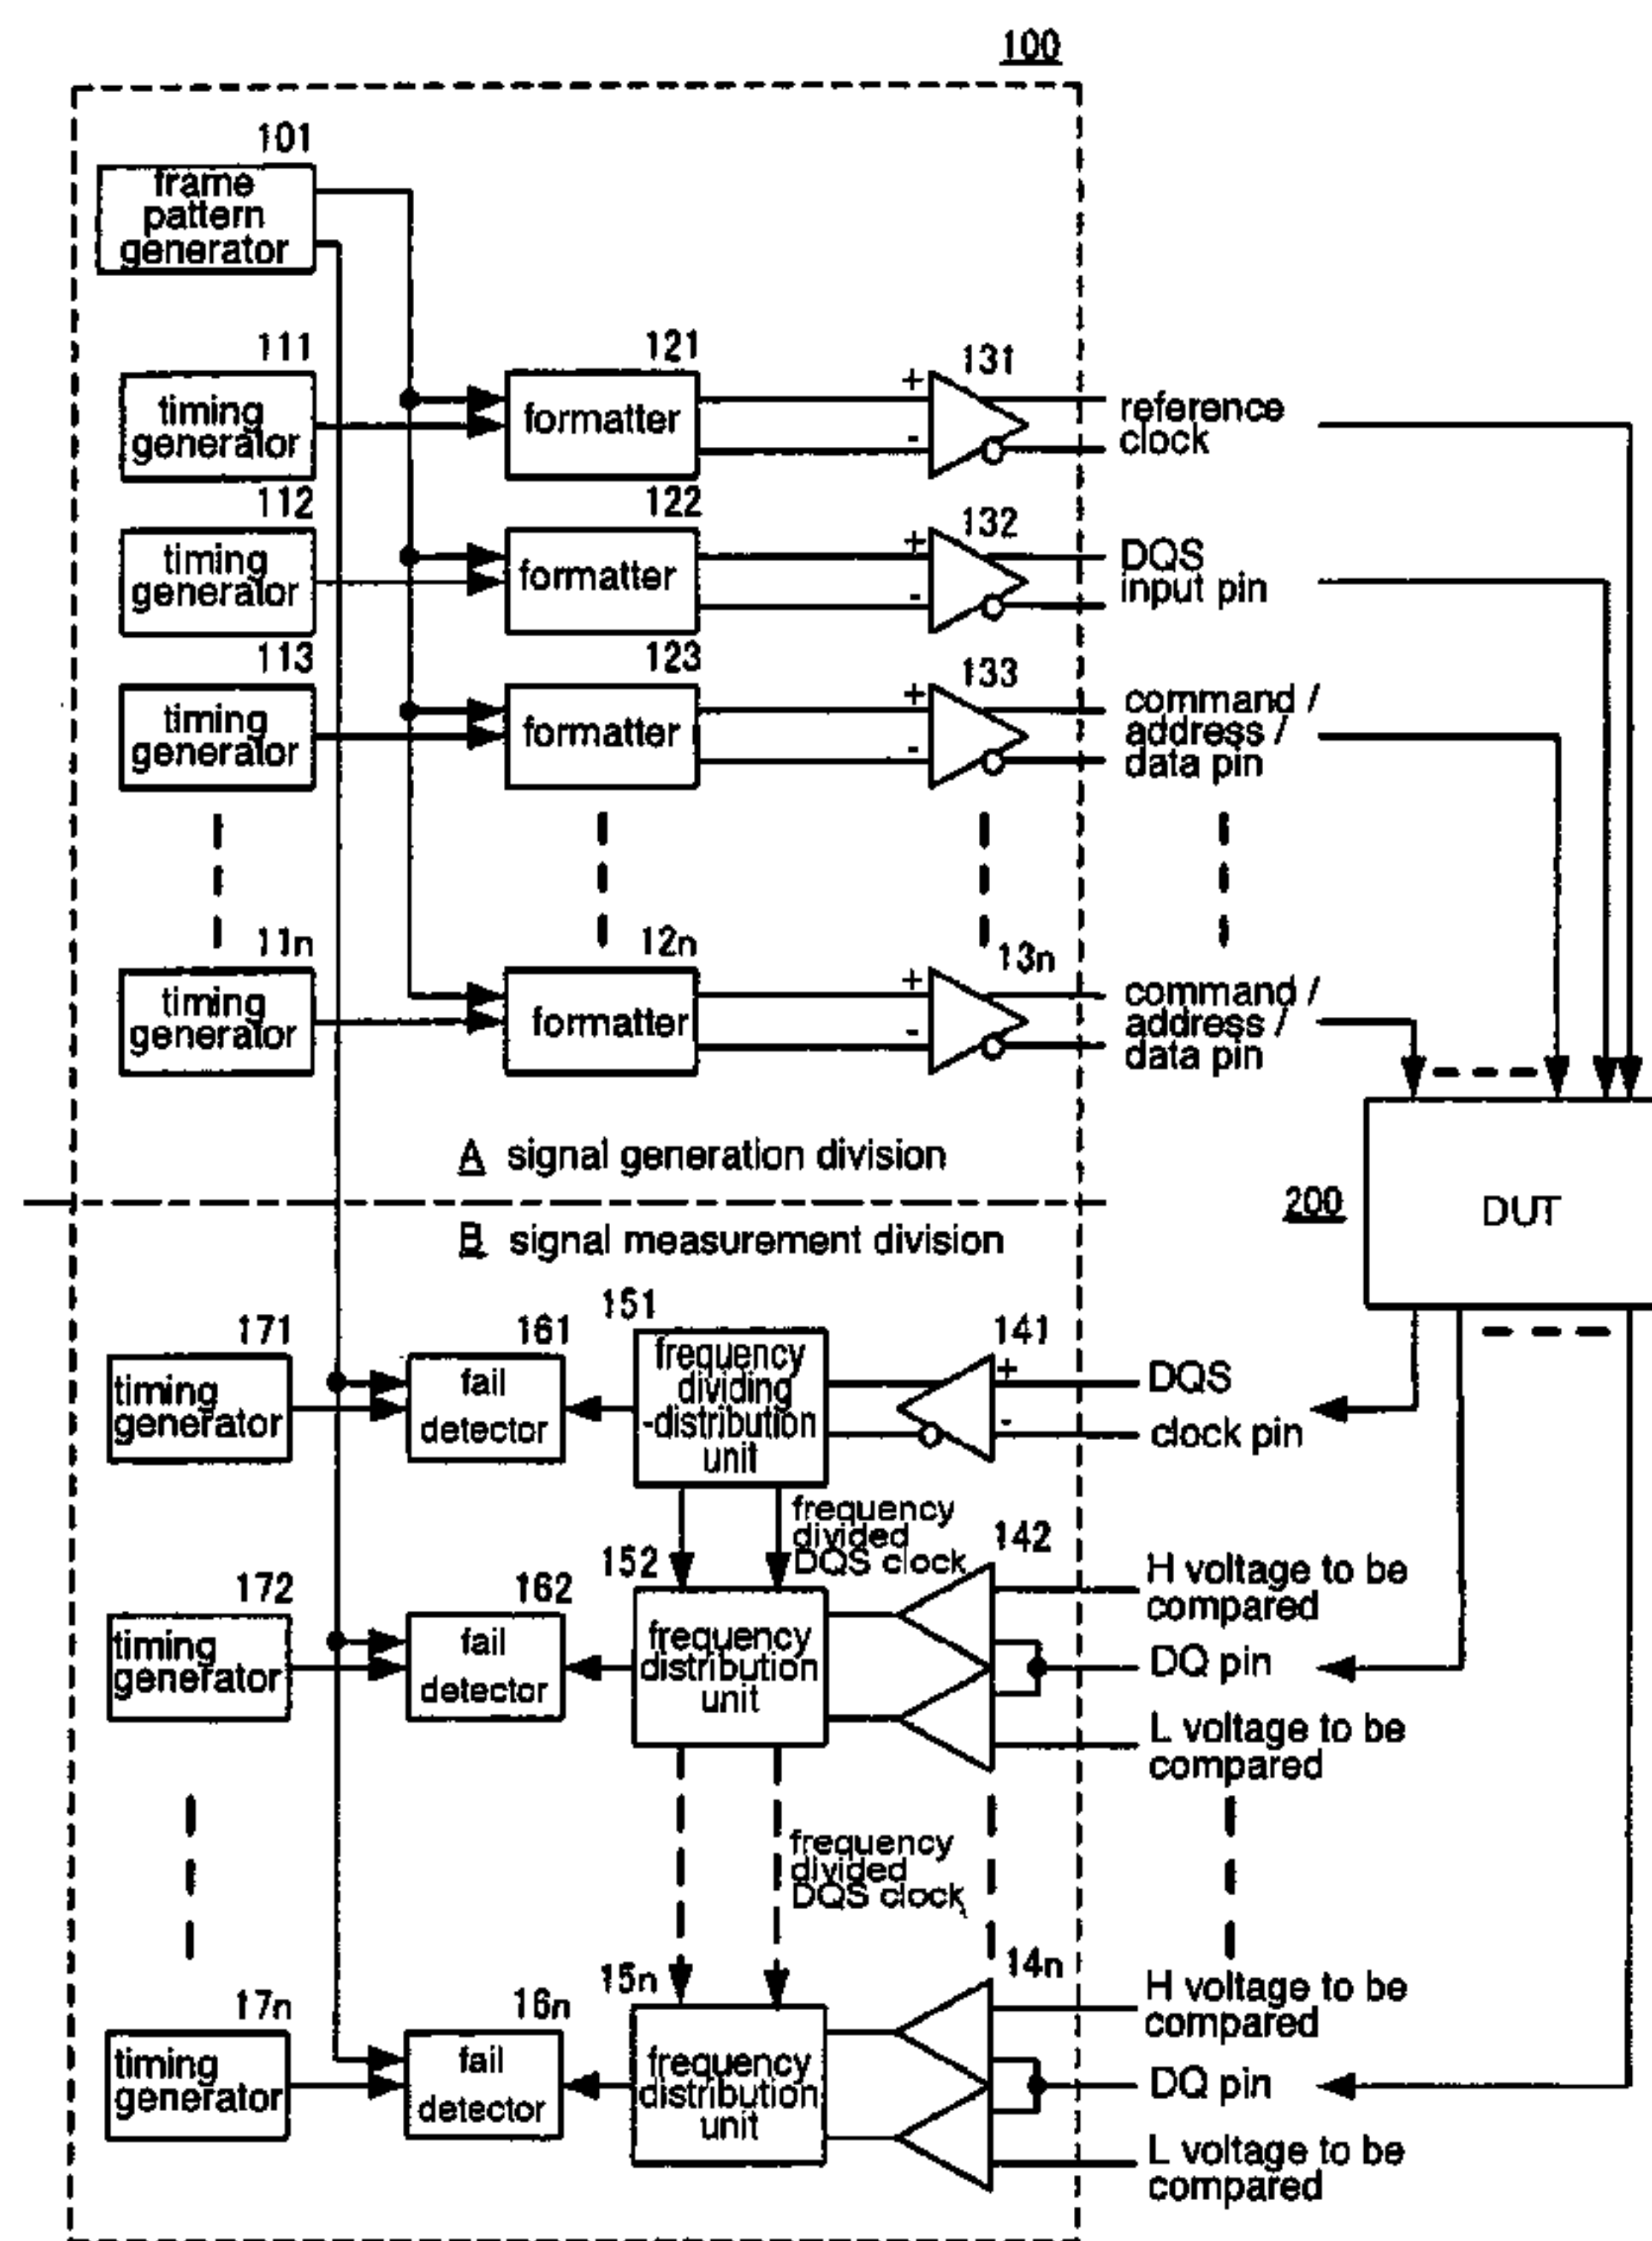 100
101
frame
pattern
generator
111
121
131
timing
generator
formatter
+
-
reference
clock
112
122
132
timing
generator
formatter
+
-
DQS
input pin
113
123
133
timing
generator
formatter
+
-
command /
address /
data pin
11n
12n
13n
timing
generator
formatter
+
-
command /
address /
data pin
A signal generation division
200
DUT
B signal measurement division
171
161
151
141
timing
generator
fail
detector
frequency
dividing
-distribution
unit
+
-
DQS
clock pin
frequency
divided
DQS clock
172
162
152
142
timing
generator
fail
detector
frequency
distribution
unit
H voltage to be
compared
DQ pin
L voltage to be
compared
frequency
divided
DQS clock
17n
16n
15n
14n
timing
generator
fail
detector
frequency
distribution
unit
H voltage to be
compared
DQ pin
L voltage to be
compared